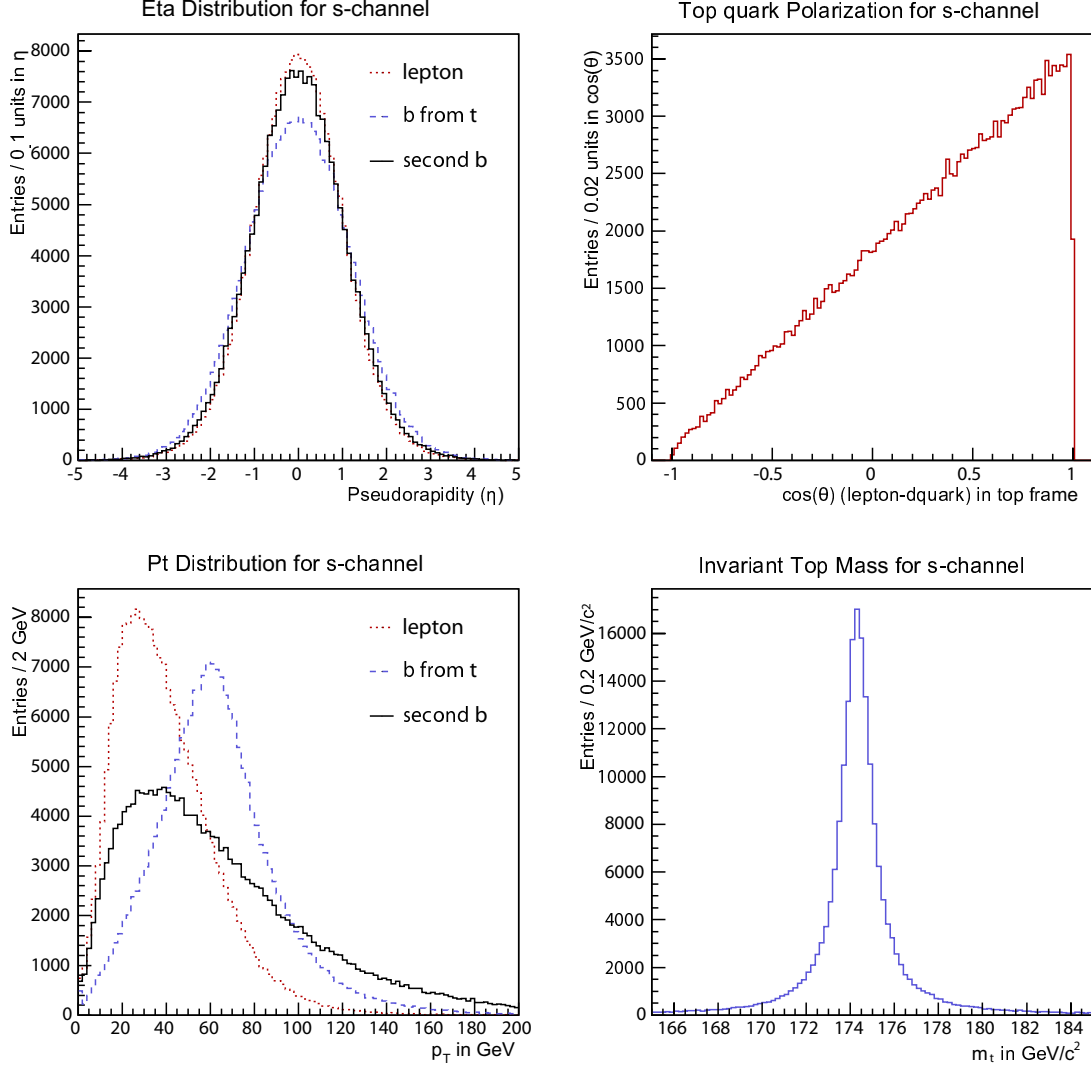 Eta Distribution for s-channel
Entries / 0 1 units in η
8000
7000
6000
5000
4000
3000
2000
1000
0
lepton
b from t
second b
-5 -4 -3 -2 -1 0 1 2 3 4 5
Pseudorapidity (η)
Top quark Polarization for s-channel
Entries / 0.02 units in cos(θ)
3500
3000
2500
2000
1500
1000
500
0
-1 -0.5 0 0.5 1
cos(θ) (lepton-dquark) in top frame
Pt Distribution for s-channel
Entries / 2 GeV
8000
7000
6000
5000
4000
3000
2000
1000
0
lepton
b from t
second b
0 20 40 60 80 100 120 140 160 180 200
p_T in GeV
Invariant Top Mass for s-channel
Entries / 0.2 GeV/c²
16000
14000
12000
10000
8000
6000
4000
2000
0
166 168 170 172 174 176 178 180 182 184
m_t in GeV/c²